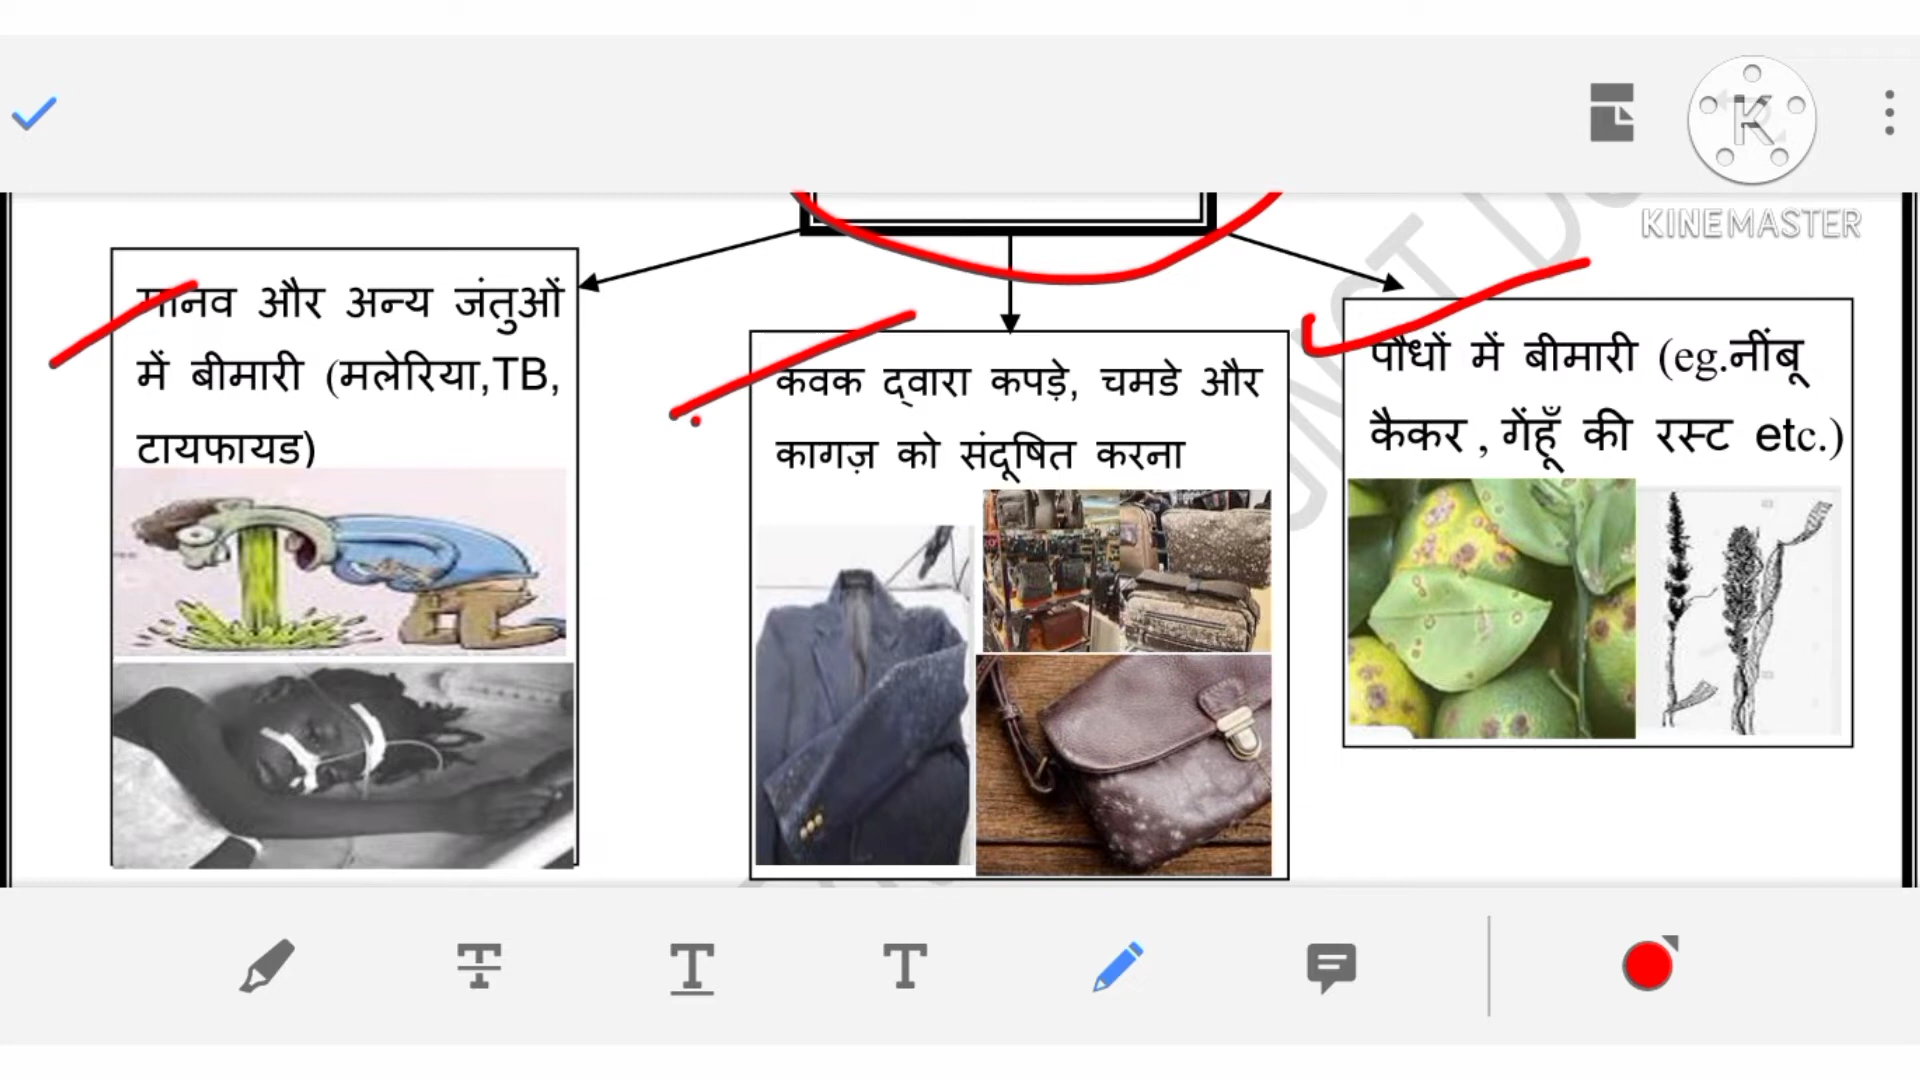 KINEMASTER
मानव और अन्य जंतुओं
में बीमारी (मलेरिया,TB,
टायफायड)
कवक द्वारा कपड़े, चमडे और
कागज़ को संदूषित करना
पौधों में बीमारी (eg.नींबू
कैकर , गेंहूँ की रस्ट etc.)